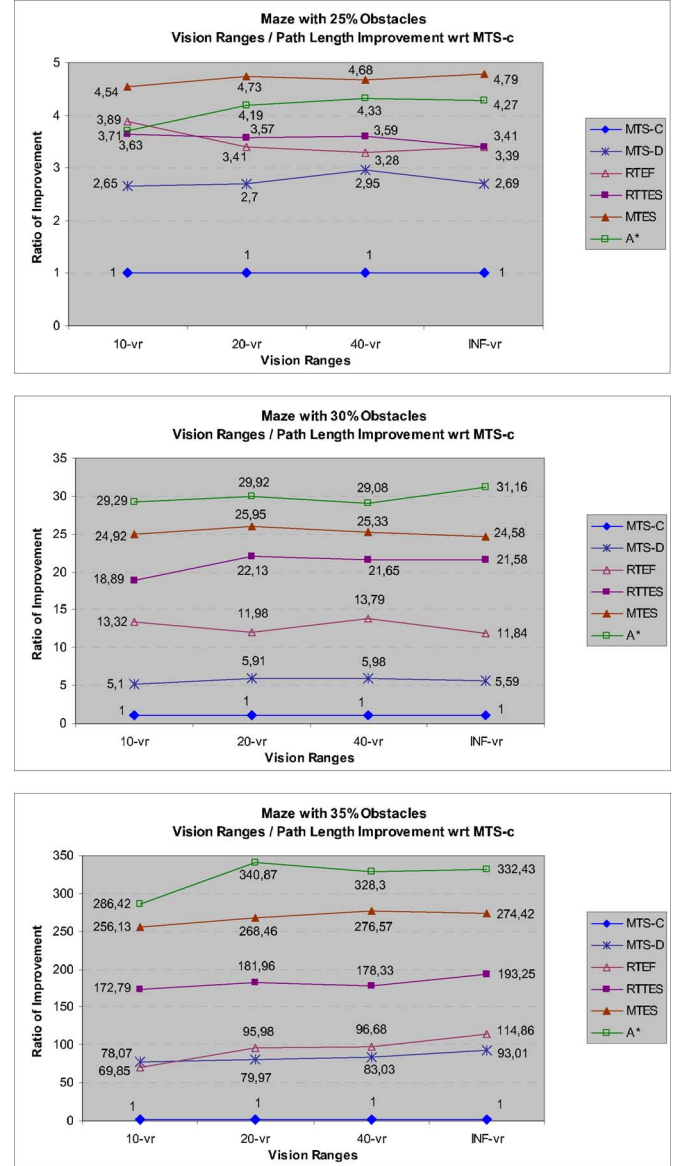 Maze with 25% Obstacles
Vision Ranges / Path Length Improvement wrt MTS-c
Ratio of Improvement
5
4
3
2
1
0
4,54
4,73
4,68
4,79
3,89
3,71
3,63
4,19
4,33
4,27
3,57
3,59
3,41
3,41
3,28
3,39
2,65
2,7
2,95
2,69
1
1
1
1
10-vr
20-vr
40-vr
INF-vr
Vision Ranges
MTS-C
MTS-D
RTEF
RTTES
MTES
A*
Maze with 30% Obstacles
Vision Ranges / Path Length Improvement wrt MTS-c
Ratio of Improvement
35
30
25
20
15
10
5
0
29,29
29,92
29,08
31,16
24,92
25,95
25,33
24,58
18,89
22,13
21,65
21,58
13,32
11,98
13,79
11,84
5,1
5,91
5,98
5,59
1
1
1
1
10-vr
20-vr
40-vr
INF-vr
Vision Ranges
MTS-C
MTS-D
RTEF
RTTES
MTES
A*
Maze with 35% Obstacles
Vision Ranges / Path Length Improvement wrt MTS-c
Ratio of Improvement
350
300
250
200
150
100
50
0
286,42
340,87
328,3
332,43
256,13
268,46
276,57
274,42
172,79
181,96
178,33
193,25
78,07
69,85
95,98
96,68
114,86
79,97
83,03
93,01
1
1
1
1
10-vr
20-vr
40-vr
INF-vr
Vision Ranges
MTS-C
MTS-D
RTEF
RTTES
MTES
A*